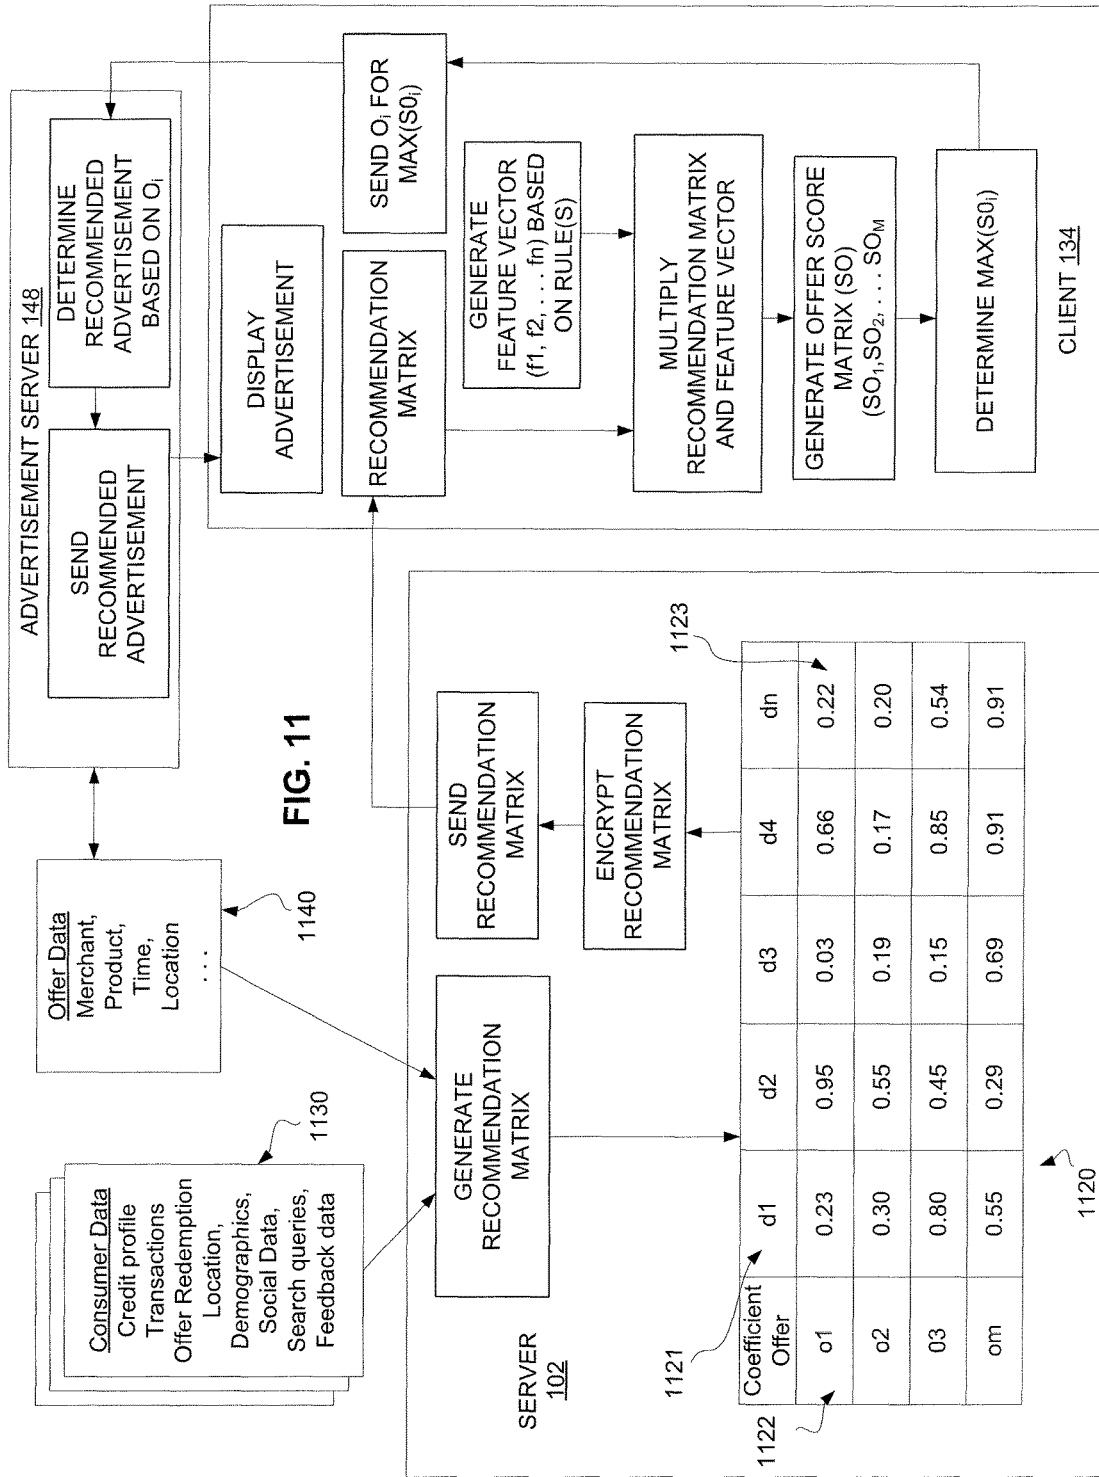 ADVERTISEMENT SERVER 148
SEND
RECOMMENDED
ADVERTISEMENT
DETERMINE
RECOMMENDED
ADVERTISEMENT
BASED ON Oi
Offer Data
Merchant,
Product,
Time,
Location
. . .
1140
Consumer Data
Credit profile
Transactions
Offer Redemption
Location,
Demographics,
Social Data,
Search queries,
Feedback data
1130
FIG. 11
DISPLAY
ADVERTISEMENT
RECOMMENDATION
MATRIX
SEND Oi FOR
MAX(S0i)
GENERATE
FEATURE VECTOR
(f1, f2, . . . fn) BASED
ON RULE(S)
MULTIPLY
RECOMMENDATION MATRIX
AND FEATURE VECTOR
GENERATE OFFER SCORE
MATRIX (SO)
(SO1,SO2, . . . SOM
DETERMINE MAX(S0i)
CLIENT 134
SERVER
102
GENERATE
RECOMMENDATION
MATRIX
SEND
RECOMMENDATION
MATRIX
ENCRYPT
RECOMMENDATION
MATRIX
1121
1122
1123
Coefficient
Offer
d1
d2
d3
d4
dn
o1
0.23
0.95
0.03
0.66
0.22
o2
0.30
0.55
0.19
0.17
0.20
03
0.80
0.45
0.15
0.85
0.54
om
0.55
0.29
0.69
0.91
0.91
1120